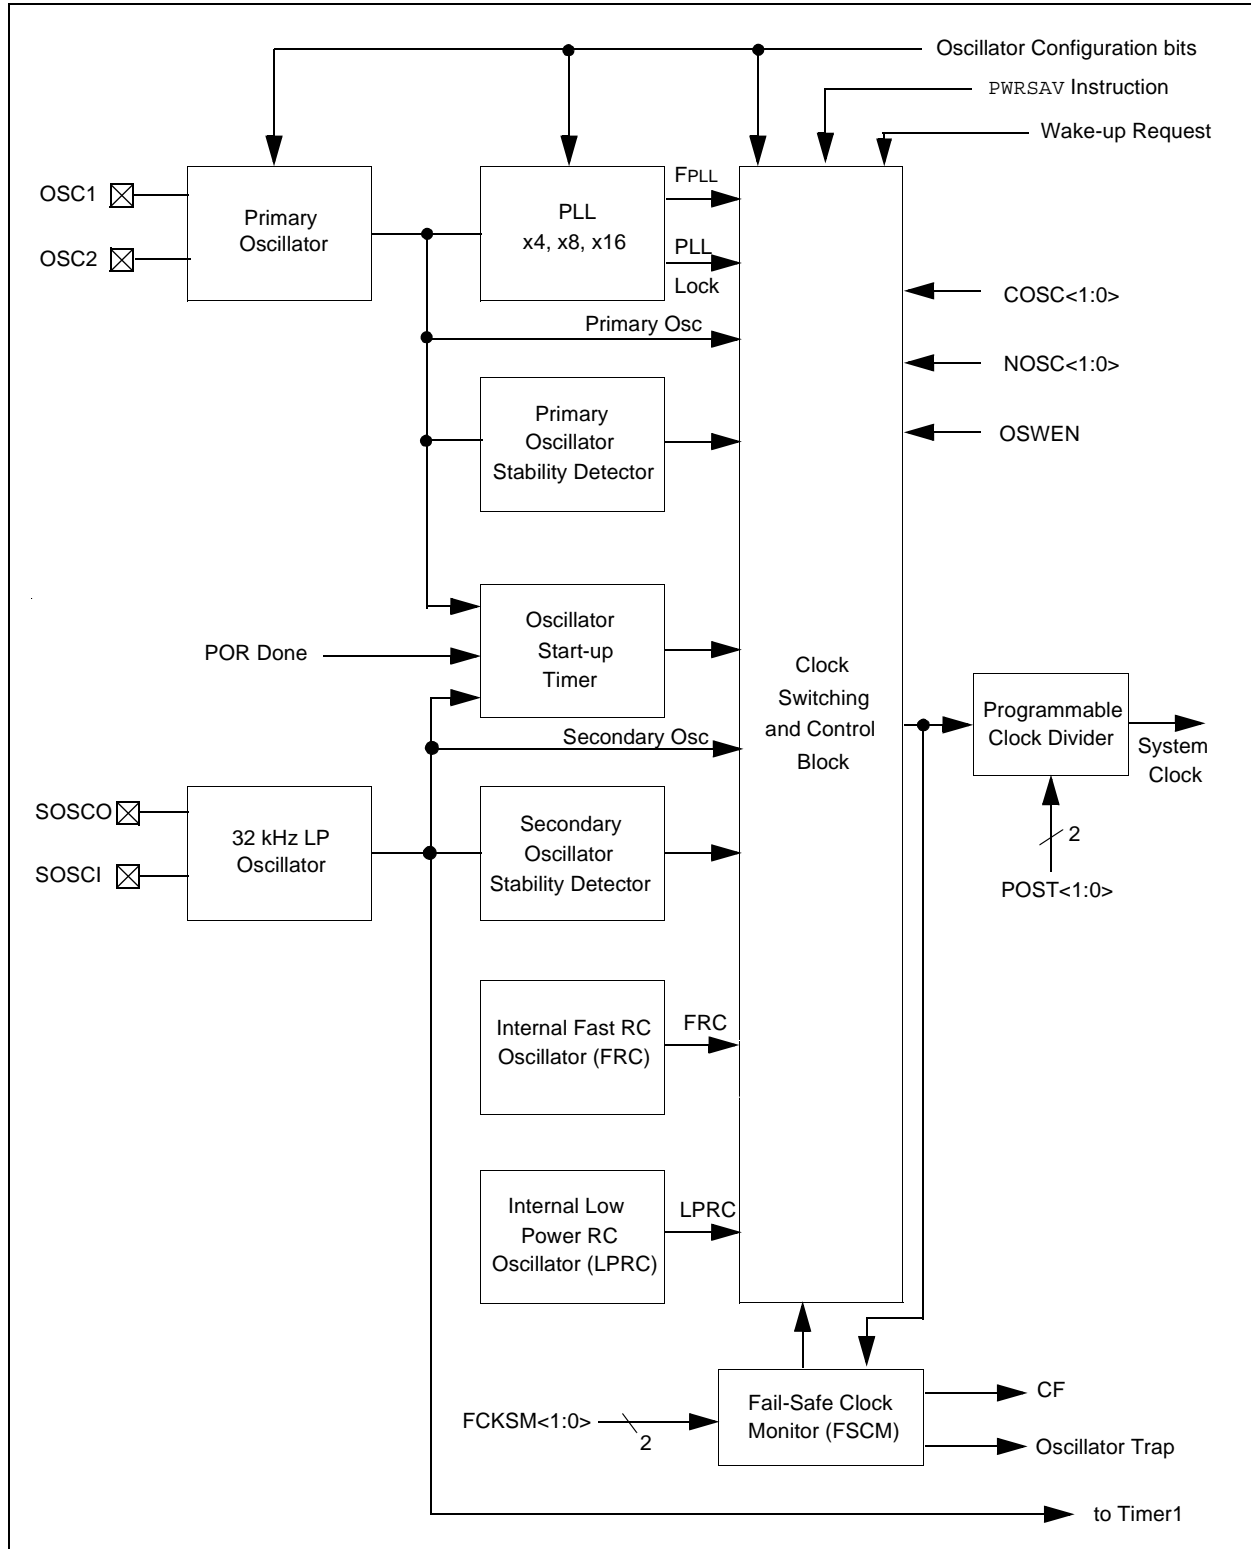 Oscillator Configuration bits
PWRSAV Instruction
Wake-up Request
OSC1
OSC2
Primary
Oscillator
PLL
x4, x8, x16
FPLL
PLL
Lock
COSC<1:0>
Primary Osc
NOSC<1:0>
Primary
Oscillator
Stability Detector
OSWEN
Oscillator
Start-up
Timer
POR Done
Clock
Switching
and Control
Block
Programmable
Clock Divider
System
Clock
Secondary Osc
SOSCO
SOSCI
32 kHz LP
Oscillator
Secondary
Oscillator
Stability Detector
2
POST<1:0>
Internal Fast RC
Oscillator (FRC)
FRC
Internal Low
Power RC
Oscillator (LPRC)
LPRC
FCKSM<1:0>
2
Fail-Safe Clock
Monitor (FSCM)
CF
Oscillator Trap
to Timer1